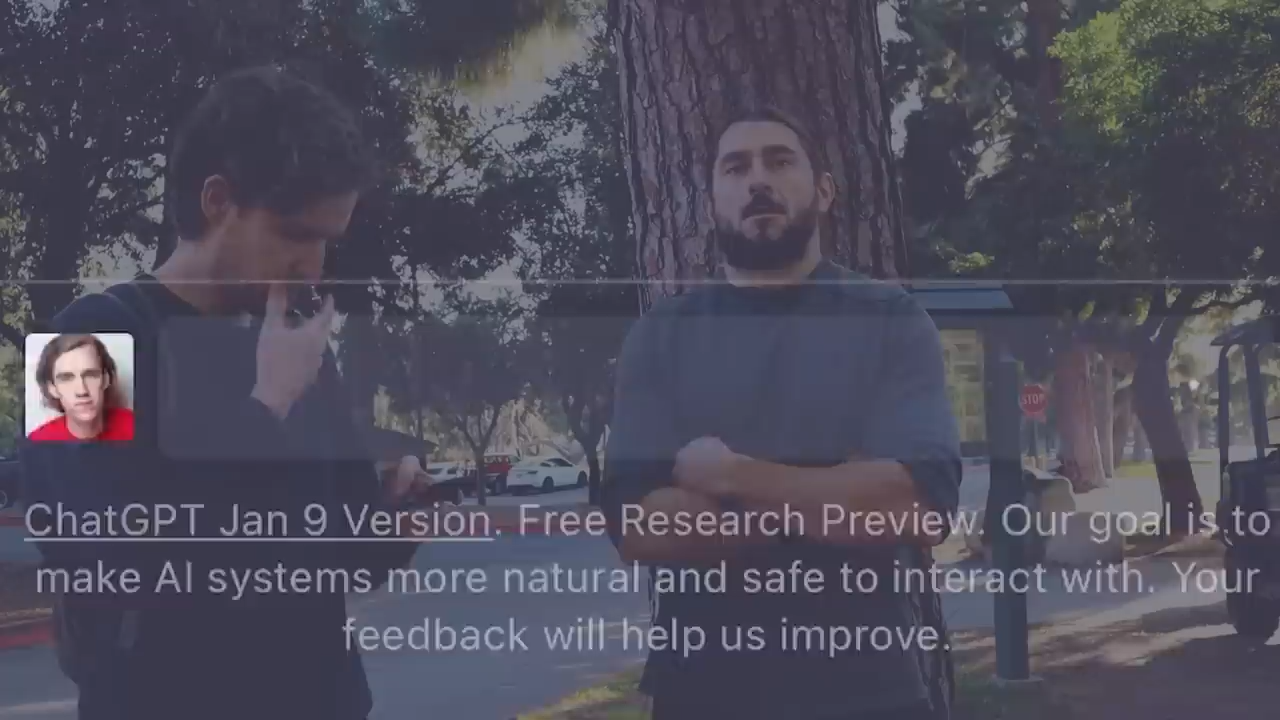 STOP
ChatGPT Jan 9 Version. Free Research Preview. Our goal is to
make AI systems more natural and safe to interact with. Your
feedback will help us improve.